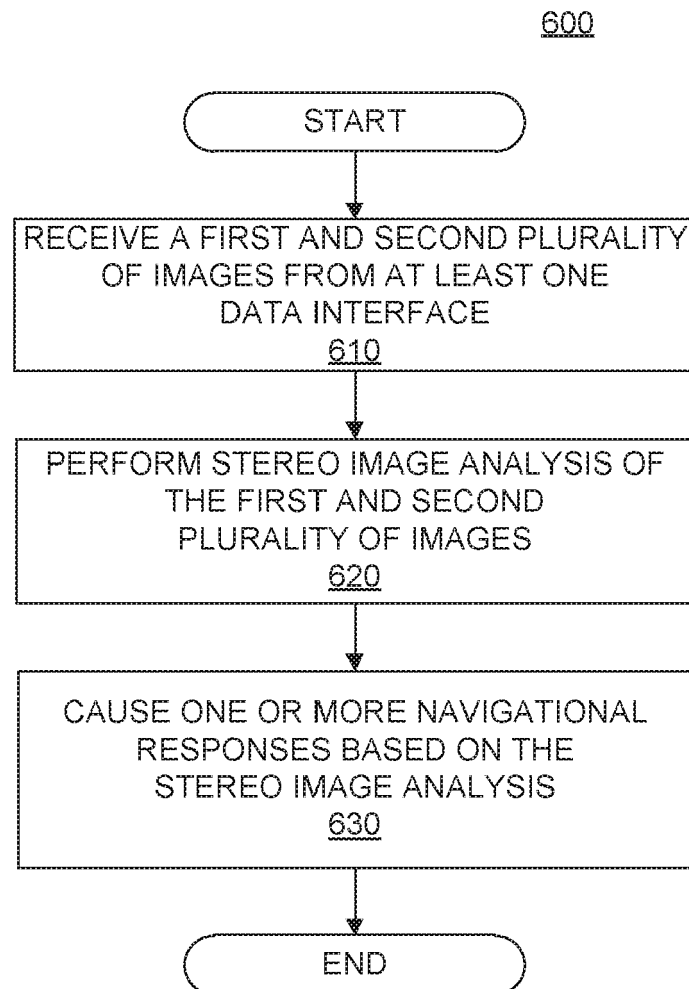 600
START
RECEIVE A FIRST AND SECOND PLURALITY
OF IMAGES FROM AT LEAST ONE
DATA INTERFACE
610
PERFORM STEREO IMAGE ANALYSIS OF
THE FIRST AND SECOND
PLURALITY OF IMAGES
620
CAUSE ONE OR MORE NAVIGATIONAL
RESPONSES BASED ON THE
STEREO IMAGE ANALYSIS
630
END